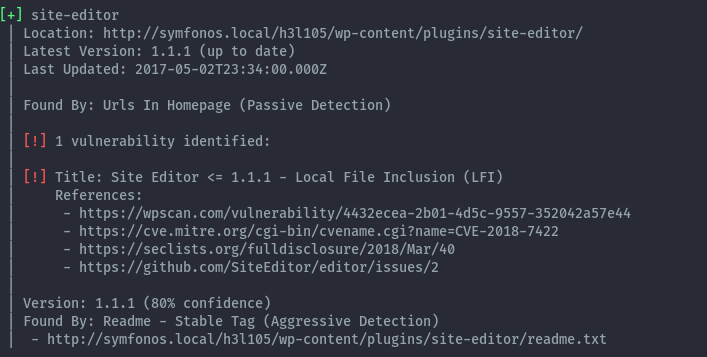 [+] site-editor
| Location: http://symfonos.local/h3l105/wp-content/plugins/site-editor/
| Latest Version: 1.1.1 (up to date)
| Last Updated: 2017-05-02T23:34:00.000Z
|
| Found By: Urls In Homepage (Passive Detection)
|
| [!] 1 vulnerability identified:
|
| [!] Title: Site Editor <= 1.1.1 - Local File Inclusion (LFI)
|     References:
|      - https://wpscan.com/vulnerability/4432ecea-2b01-4d5c-9557-352042a57e44
|      - https://cve.mitre.org/cgi-bin/cvename.cgi?name=CVE-2018-7422
|      - https://seclists.org/fulldisclosure/2018/Mar/40
|      - https://github.com/SiteEditor/editor/issues/2
|
| Version: 1.1.1 (80% confidence)
| Found By: Readme - Stable Tag (Aggressive Detection)
|  - http://symfonos.local/h3l105/wp-content/plugins/site-editor/readme.txt